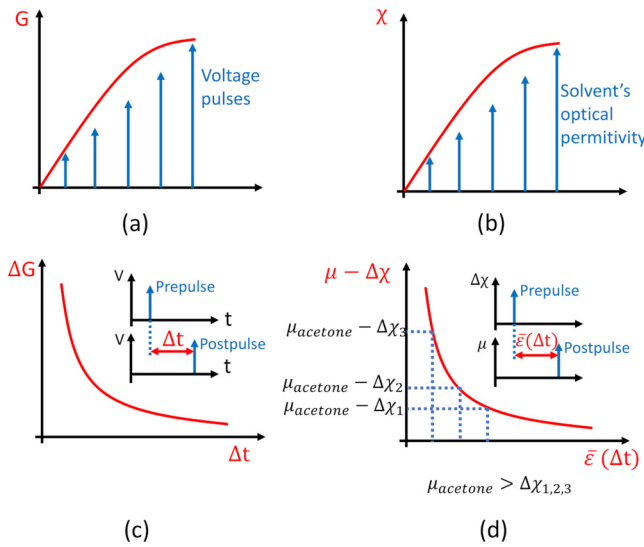 G
Voltage
pulses
(a)
χ
Solvent's
optical
permitivity
(b)
ΔG
V
Prepulse
t
V
Δt
Postpulse
t
Δt
(c)
μ − Δχ
Δχ
Prepulse
μ
ε̄(Δt)
Postpulse
μacetone − Δχ3
μacetone − Δχ2
μacetone − Δχ1
ε̄ (Δt)
μacetone > Δχ1,2,3
(d)